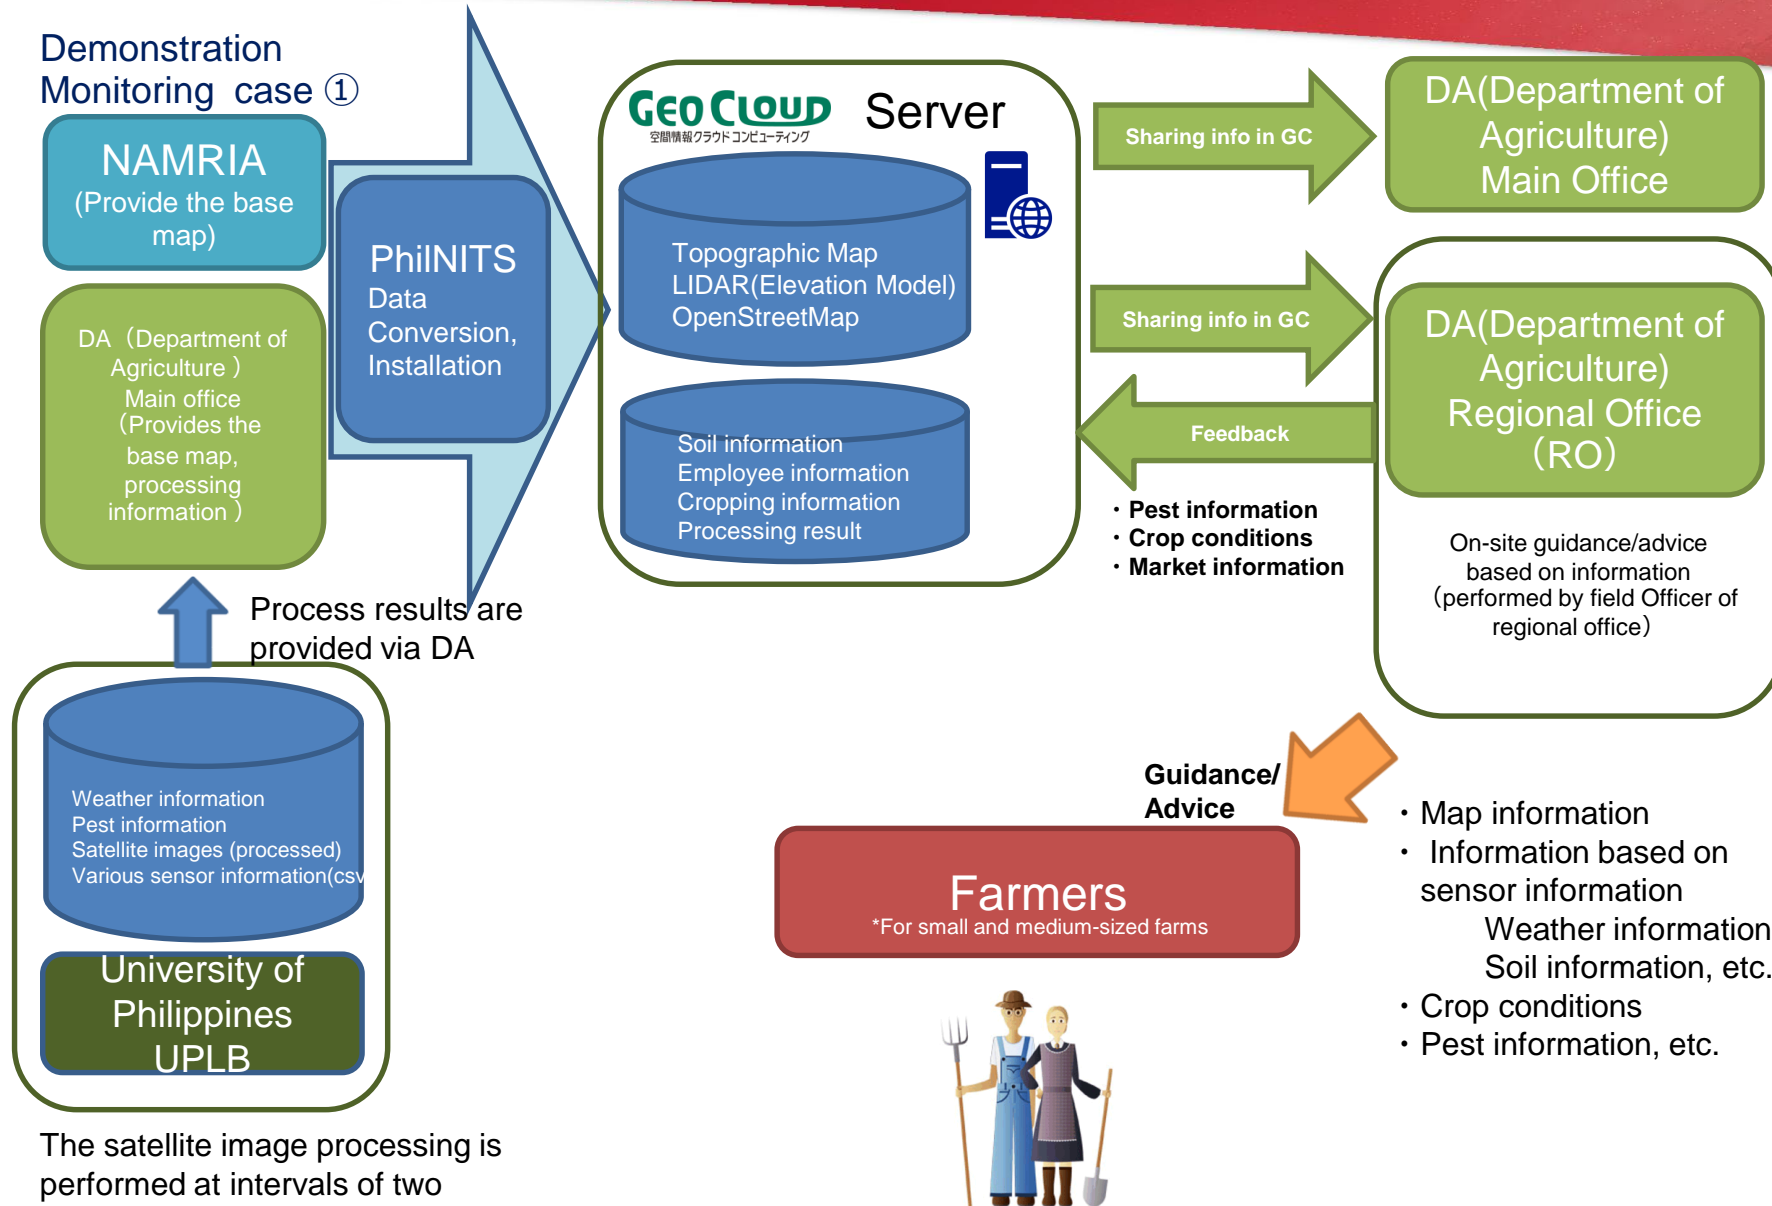 Demonstration
Monitoring case ①
NAMRIA
(Provide the base
map)
DA（Department of
Agriculture ）
Main office
（Provides the
base map,
processing
information ）
PhilNITS
Data
Conversion,
Installation
GEO CLOUD
空間情報クラウド コンピューティング
Server
Topographic Map
LIDAR(Elevation Model)
OpenStreetMap
Soil information
Employee information
Cropping information
Processing result
Sharing info in GC
DA(Department of
Agriculture)
Main Office
Sharing info in GC
Feedback
・Pest information
・Crop conditions
・Market information
DA(Department of
Agriculture)
Regional Office
（RO）
On-site guidance/advice
based on information
（performed by field Officer of
regional office）
Process results are
provided via DA
Weather information
Pest information
Satellite images (processed)
Various sensor information(csv
University of
Philippines
UPLB
The satellite image processing is
performed at intervals of two
Guidance/
Advice
Farmers
*For small and medium-sized farms
・Map information
・ Information based on
sensor information
Weather information
Soil information, etc.
・Crop conditions
・Pest information, etc.